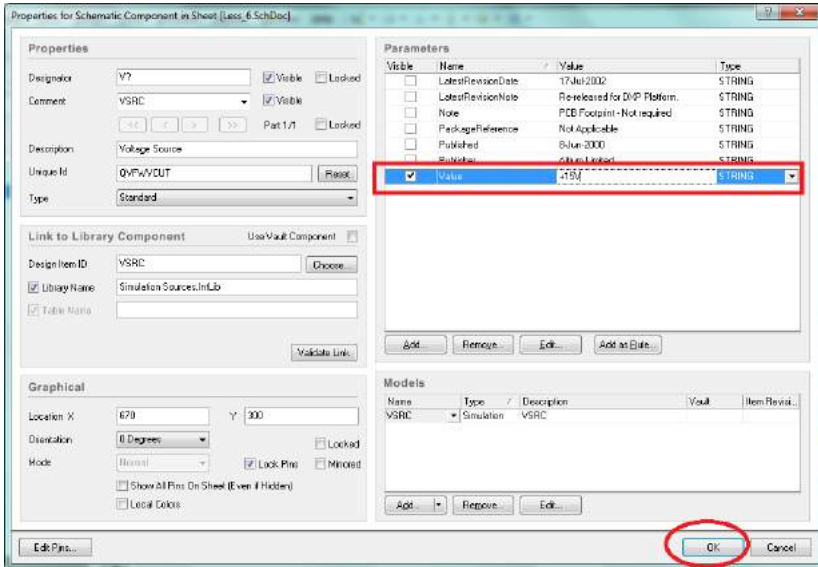 Properties for Schematic Component in Sheet [Less_6.SchDoc]
Properties
Designator V? Visible Locked
Comment VSRC Visible
<< < > >> Part 1/1 Locked
Description Voltage Source
Unique Id QVFWVCUT Reset
Type Standard
Link to Library Component Use Vault Component
Design Item ID VSRC Choose...
Library Name Simulation Sources.IntLib
Table Name
Validate Link
Graphical
Location X 670 Y 300
Orientation 0 Degrees Locked
Mode Normal Lock Pins Mirrored
Show All Pins On Sheet (Even if Hidden)
Local Colors
Edit Pins...
Parameters
Visible Name / Value Type
LatestRevisionDate 17-Jul-2002 STRING
LatestRevisionNote Re-released for DXP Platform. STRING
Note PCB Footprint - Not required STRING
PackageReference Not Applicable STRING
Published 8-Jun-2000 STRING
Publisher Altium Limited STRING
Value +15V STRING
Add... Remove... Edit... Add as Rule...
Models
Name Type / Description Vault Item Revisi...
VSRC Simulation VSRC
Add... Remove... Edit...
OK Cancel